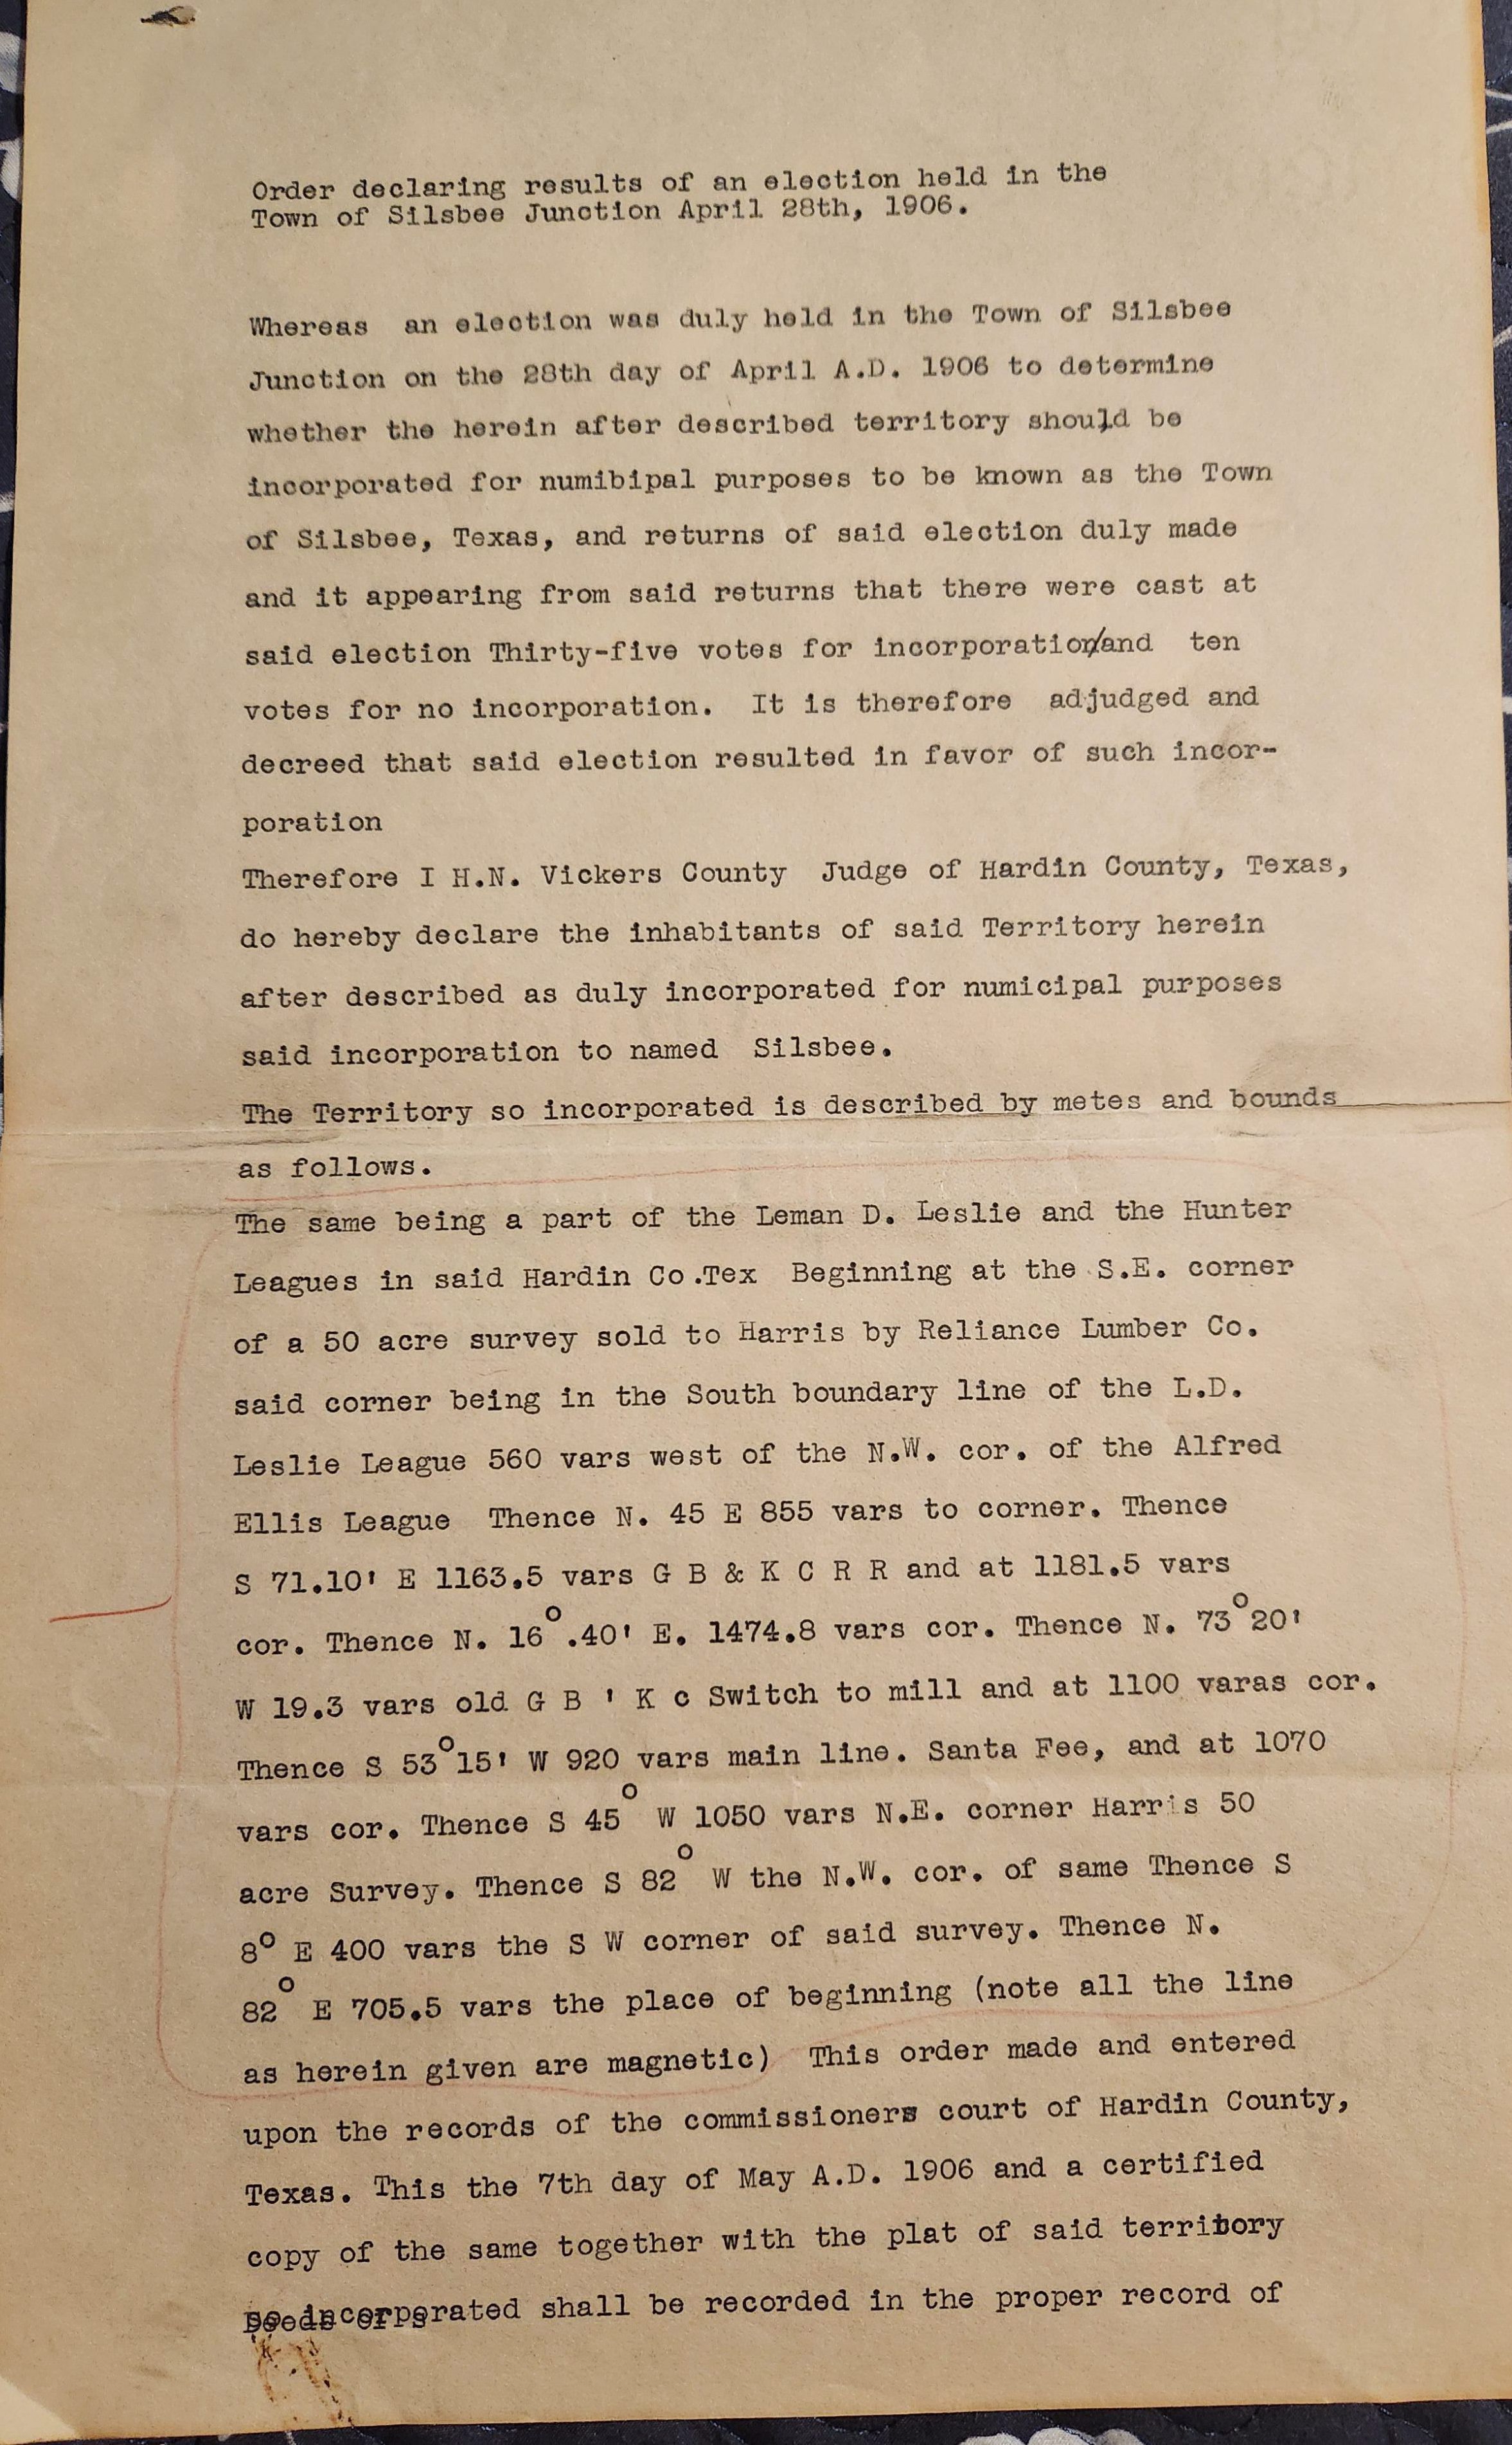 Order declaring results of an election held in the
Town of Silsbee Junction April 28th, 1906.
Whereas an election was duly held in the Town of Silsbee
Junction on the 28th day of April A.D. 1906 to determine
whether the herein after described territory should be
incorporated for numibipal purposes to be known as the Town
of Silsbee, Texas, and returns of said election duly made
and it appearing from said returns that there were cast at
said election Thirty-five votes for incorporation/and ten
votes for no incorporation. It is therefore adjudged and
decreed that said election resulted in favor of such incor-
poration
Therefore I H.N. Vickers County Judge of Hardin County, Texas,
do hereby declare the inhabitants of said Territory herein
after described as duly incorporated for numicipal purposes
said incorporation to named Silsbee.
The Territory so incorporated is described by metes and bounds
as follows.
The same being a part of the Leman D. Leslie and the Hunter
Leagues in said Hardin Co.Tex Beginning at the S.E. corner
of a 50 acre survey sold to Harris by Reliance Lumber Co.
said corner being in the South boundary line of the L.D.
Leslie League 560 vars west of the N.W. cor. of the Alfred
Ellis League Thence N. 45 E 855 vars to corner. Thence
S 71.10' E 1163.5 vars G B & K C R R and at 1181.5 vars
cor. Thence N. 16°.40' E. 1474.8 vars cor. Thence N. 73°20'
W 19.3 vars old G B ' K c Switch to mill and at 1100 varas cor.
Thence S 53°15' W 920 vars main line. Santa Fee, and at 1070
vars cor. Thence S 45° W 1050 vars N.E. corner Harris 50
acre Survey. Thence S 82° W the N.W. cor. of same Thence S
8° E 400 vars the S W corner of said survey. Thence N.
82° E 705.5 vars the place of beginning (note all the line
as herein given are magnetic) This order made and entered
upon the records of the commissioners court of Hardin County,
Texas. This the 7th day of May A.D. 1906 and a certified
copy of the same together with the plat of said territory
so incorporated shall be recorded in the proper record of